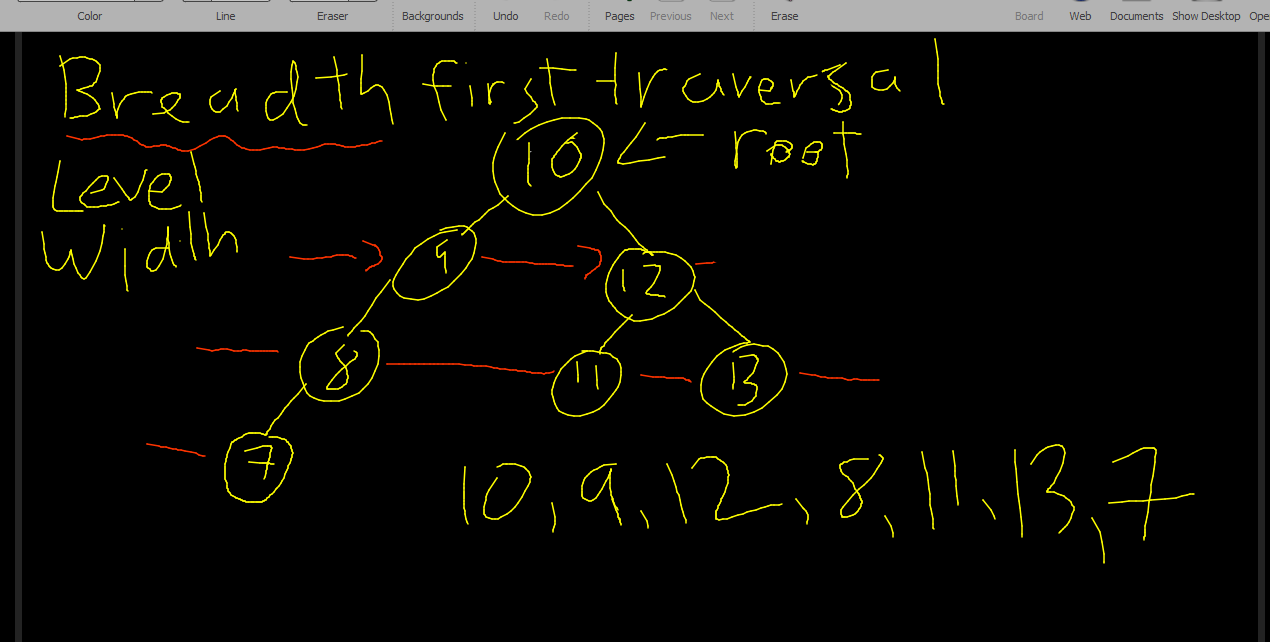 Color Line Eraser Backgrounds Undo Redo Pages Previous Next Erase Board Web Documents Show Desktop Ope
Breadth first traversal
10 <- root
Level
Width
9 12
8 11 13
7
10, 9, 12, 8, 11, 13, 7